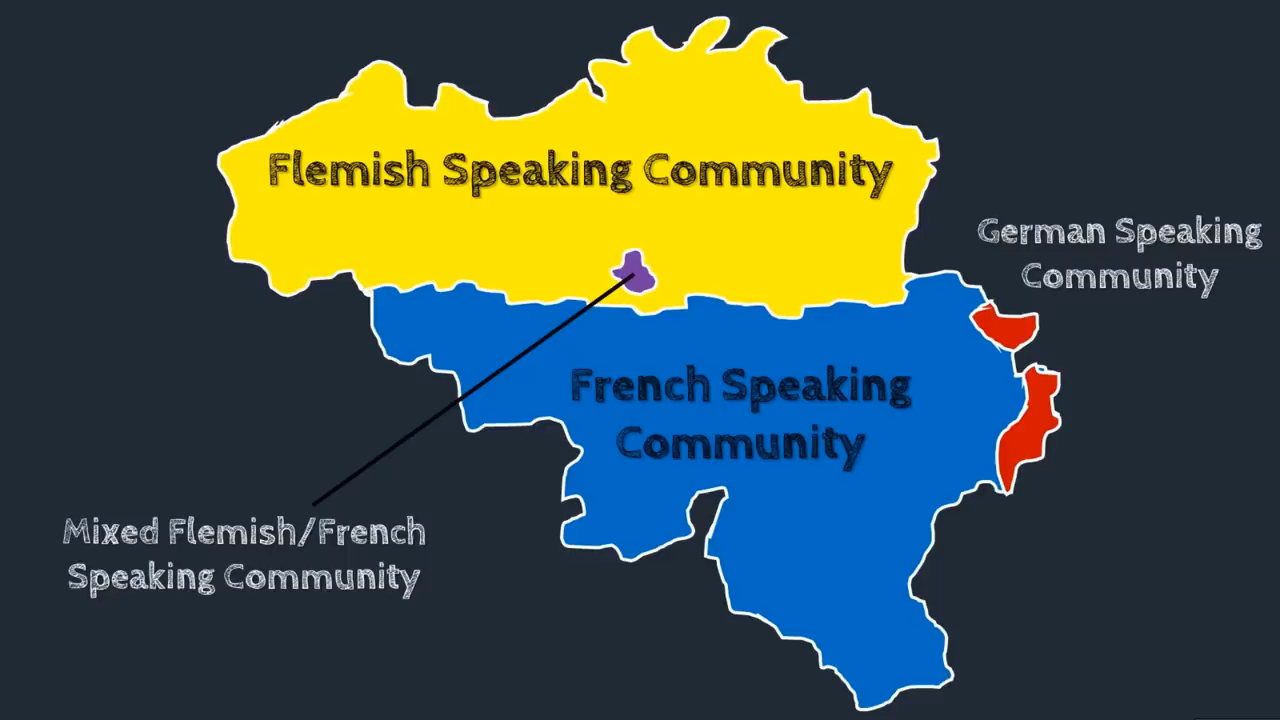 Flemish Speaking Community
German Speaking
Community
French Speaking
Community
Mixed Flemish/French
Speaking Community